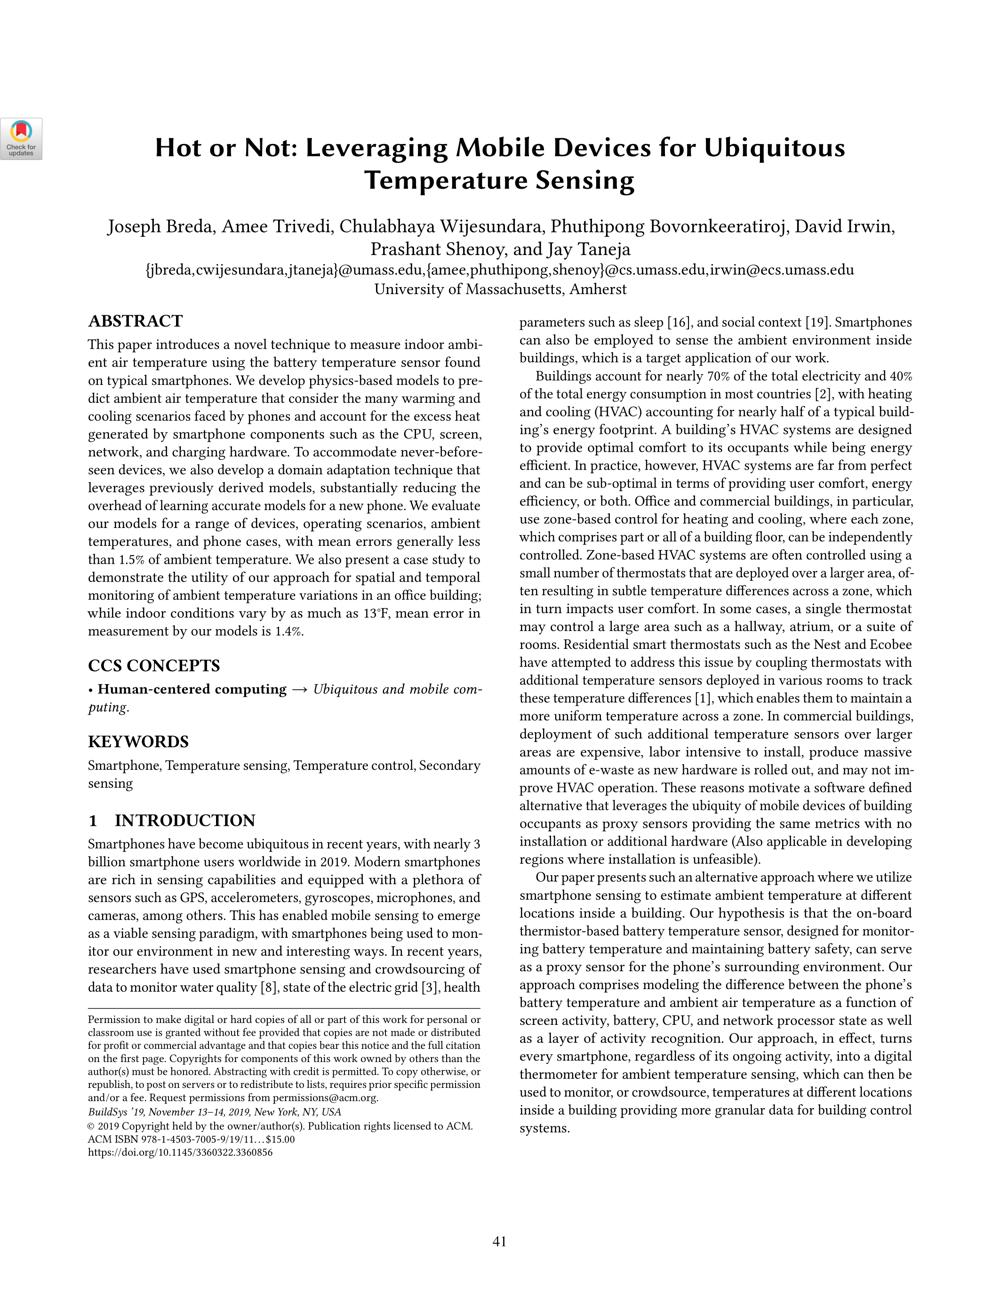 Check for
updates
Hot or Not: Leveraging Mobile Devices for Ubiquitous
Temperature Sensing
Joseph Breda, Amee Trivedi, Chulabhaya Wijesundara, Phuthipong Bovornkeeratiroj, David Irwin,
Prashant Shenoy, and Jay Taneja
{jbreda,cwijesundara,jtaneja}@umass.edu,{amee,phuthipong,shenoy}@cs.umass.edu,irwin@ecs.umass.edu
University of Massachusetts, Amherst
ABSTRACT
This paper introduces a novel technique to measure indoor ambi-
ent air temperature using the battery temperature sensor found
on typical smartphones. We develop physics-based models to pre-
dict ambient air temperature that consider the many warming and
cooling scenarios faced by phones and account for the excess heat
generated by smartphone components such as the CPU, screen,
network, and charging hardware. To accommodate never-before-
seen devices, we also develop a domain adaptation technique that
leverages previously derived models, substantially reducing the
overhead of learning accurate models for a new phone. We evaluate
our models for a range of devices, operating scenarios, ambient
temperatures, and phone cases, with mean errors generally less
than 1.5% of ambient temperature. We also present a case study to
demonstrate the utility of our approach for spatial and temporal
monitoring of ambient temperature variations in an office building;
while indoor conditions vary by as much as 13°F, mean error in
measurement by our models is 1.4%.
CCS CONCEPTS
• Human-centered computing → Ubiquitous and mobile com-
puting.
KEYWORDS
Smartphone, Temperature sensing, Temperature control, Secondary
sensing
1 INTRODUCTION
Smartphones have become ubiquitous in recent years, with nearly 3
billion smartphone users worldwide in 2019. Modern smartphones
are rich in sensing capabilities and equipped with a plethora of
sensors such as GPS, accelerometers, gyroscopes, microphones, and
cameras, among others. This has enabled mobile sensing to emerge
as a viable sensing paradigm, with smartphones being used to mon-
itor our environment in new and interesting ways. In recent years,
researchers have used smartphone sensing and crowdsourcing of
data to monitor water quality [8], state of the electric grid [3], health
Permission to make digital or hard copies of all or part of this work for personal or
classroom use is granted without fee provided that copies are not made or distributed
for profit or commercial advantage and that copies bear this notice and the full citation
on the first page. Copyrights for components of this work owned by others than the
author(s) must be honored. Abstracting with credit is permitted. To copy otherwise, or
republish, to post on servers or to redistribute to lists, requires prior specific permission
and/or a fee. Request permissions from permissions@acm.org.
BuildSys '19, November 13–14, 2019, New York, NY, USA
© 2019 Copyright held by the owner/author(s). Publication rights licensed to ACM.
ACM ISBN 978-1-4503-7005-9/19/11...$15.00
https://doi.org/10.1145/3360322.3360856
parameters such as sleep [16], and social context [19]. Smartphones
can also be employed to sense the ambient environment inside
buildings, which is a target application of our work.
Buildings account for nearly 70% of the total electricity and 40%
of the total energy consumption in most countries [2], with heating
and cooling (HVAC) accounting for nearly half of a typical build-
ing's energy footprint. A building's HVAC systems are designed
to provide optimal comfort to its occupants while being energy
efficient. In practice, however, HVAC systems are far from perfect
and can be sub-optimal in terms of providing user comfort, energy
efficiency, or both. Office and commercial buildings, in particular,
use zone-based control for heating and cooling, where each zone,
which comprises part or all of a building floor, can be independently
controlled. Zone-based HVAC systems are often controlled using a
small number of thermostats that are deployed over a larger area, of-
ten resulting in subtle temperature differences across a zone, which
in turn impacts user comfort. In some cases, a single thermostat
may control a large area such as a hallway, atrium, or a suite of
rooms. Residential smart thermostats such as the Nest and Ecobee
have attempted to address this issue by coupling thermostats with
additional temperature sensors deployed in various rooms to track
these temperature differences [1], which enables them to maintain a
more uniform temperature across a zone. In commercial buildings,
deployment of such additional temperature sensors over larger
areas are expensive, labor intensive to install, produce massive
amounts of e-waste as new hardware is rolled out, and may not im-
prove HVAC operation. These reasons motivate a software defined
alternative that leverages the ubiquity of mobile devices of building
occupants as proxy sensors providing the same metrics with no
installation or additional hardware (Also applicable in developing
regions where installation is unfeasible).
Our paper presents such an alternative approach where we utilize
smartphone sensing to estimate ambient temperature at different
locations inside a building. Our hypothesis is that the on-board
thermistor-based battery temperature sensor, designed for monitor-
ing battery temperature and maintaining battery safety, can serve
as a proxy sensor for the phone's surrounding environment. Our
approach comprises modeling the difference between the phone's
battery temperature and ambient air temperature as a function of
screen activity, battery, CPU, and network processor state as well
as a layer of activity recognition. Our approach, in effect, turns
every smartphone, regardless of its ongoing activity, into a digital
thermometer for ambient temperature sensing, which can then be
used to monitor, or crowdsource, temperatures at different locations
inside a building providing more granular data for building control
systems.
41